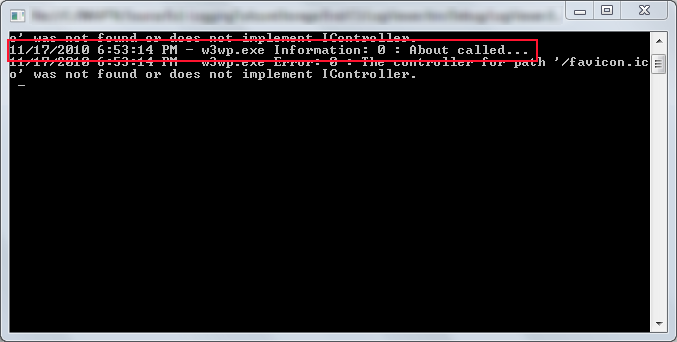 o' was not found or does not implement IController.
11/17/2010 6:53:14 PM - w3wp.exe Information: 0 : About called...
11/17/2010 6:53:14 PM - w3wp.exe Error: 0 : The controller for path '/favicon.ic
o' was not found or does not implement IController.
_